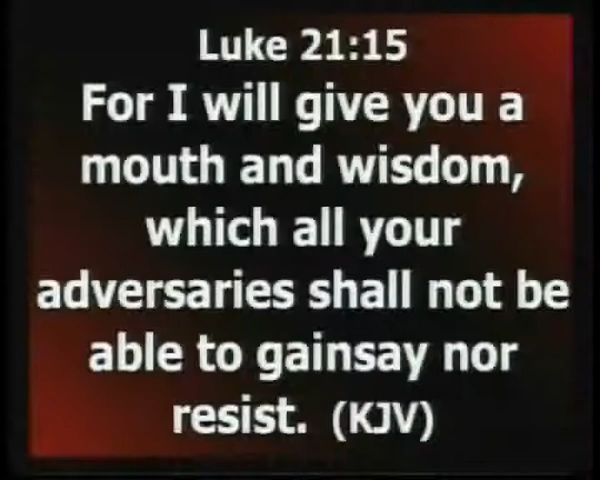 Luke 21:15
For I will give you a
mouth and wisdom,
which all your
adversaries shall not be
able to gainsay nor
resist. (KJV)